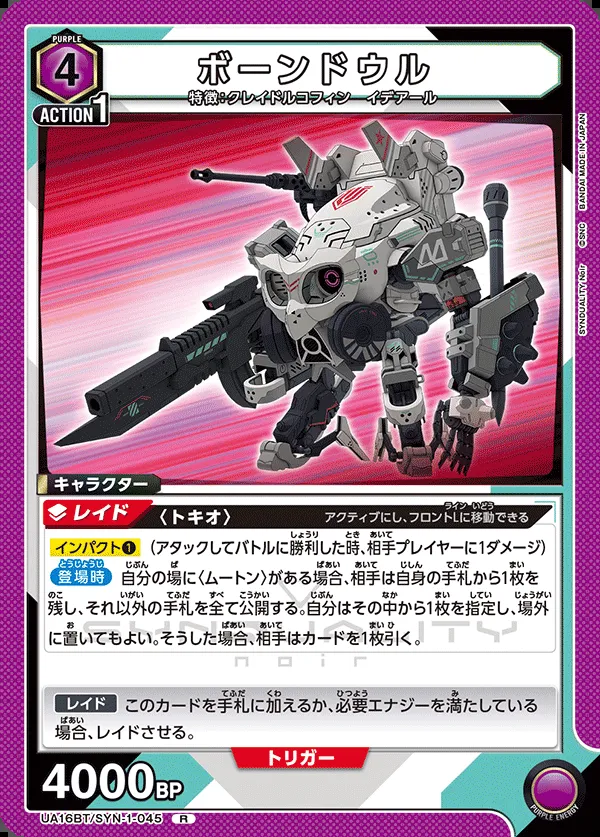 PURPLE
4
ACTION 1
ボーンドウル
特徴：クレイドルコフィン イデアール
SYNDUALITY Noir ©SNC BANDAI MADE IN JAPAN
44
キャラクター
レイド 〈トキオ〉 アクティブにし、フロントLに移動できる
インパクト❶ （アタックしてバトルに勝利した時、相手プレイヤーに1ダメージ）
登場時 自分の場に〈ムートン〉がある場合、相手は自身の手札から1枚を
残し、それ以外の手札を全て公開する。自分はその中から1枚を指定し、場外
に置いてもよい。そうした場合、相手はカードを1枚引く。
SYNDUALITY
noir
レイド このカードを手札に加えるか、必要エナジーを満たしている
場合、レイドさせる。
トリガー
4000BP
UA16BT/SYN-1-045 R
PURPLE ENERGY